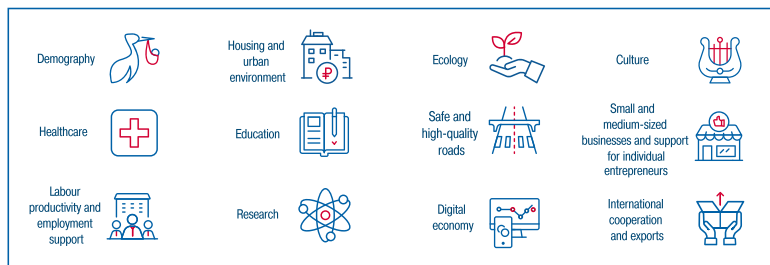 Demography
Housing and
urban
environment
₽
Ecology
Culture
Healthcare
Education
Safe and
high-quality
roads
Small and
medium-sized
businesses and support
for individual
entrepreneurs
Labour
productivity and
employment
support
Research
Digital
economy
International
cooperation
and exports